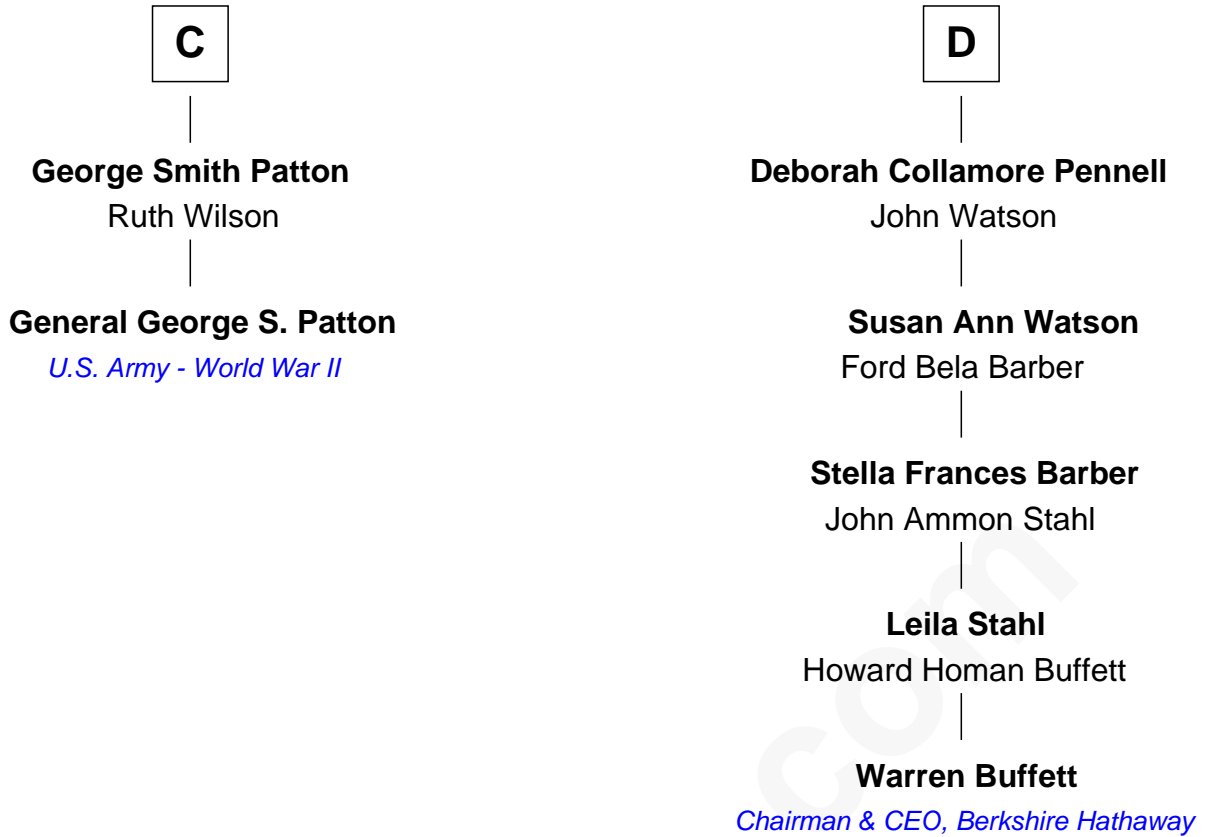 C
George Smith Patton
Ruth Wilson
General George S. Patton
U.S. Army - World War II
D
Deborah Collamore Pennell
John Watson
Susan Ann Watson
Ford Bela Barber
Stella Frances Barber
John Ammon Stahl
Leila Stahl
Howard Homan Buffett
Warren Buffett
Chairman & CEO, Berkshire Hathaway
com